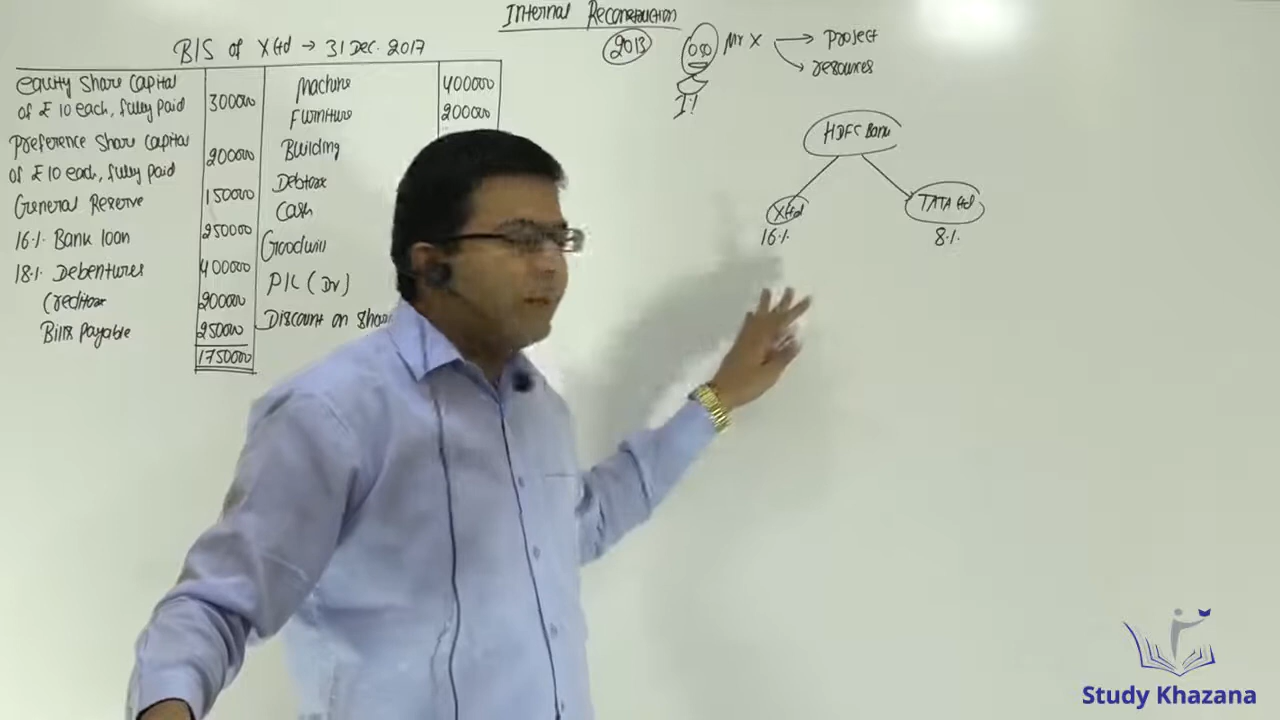 Internal Reconstruction
B/S of X Ltd → 31 Dec. 2017
2013
Mr X
Project
resources
Equity Share Capital
of ₹ 10 each, fully paid
300000
Preference Share Capital
of ₹ 10 each, fully paid
200000
General Reserve
150000
16% Bank loan
250000
18% Debentures
400000
Creditors
200000
Bills Payable
250000
1750000
Machine
400000
Furniture
200000
Building
Debtors
Cash
Goodwill
P/L (Dr)
Discount on Shar
HDFC Bank
X Ltd
16%
TATA Ltd
8%
Study Khazana